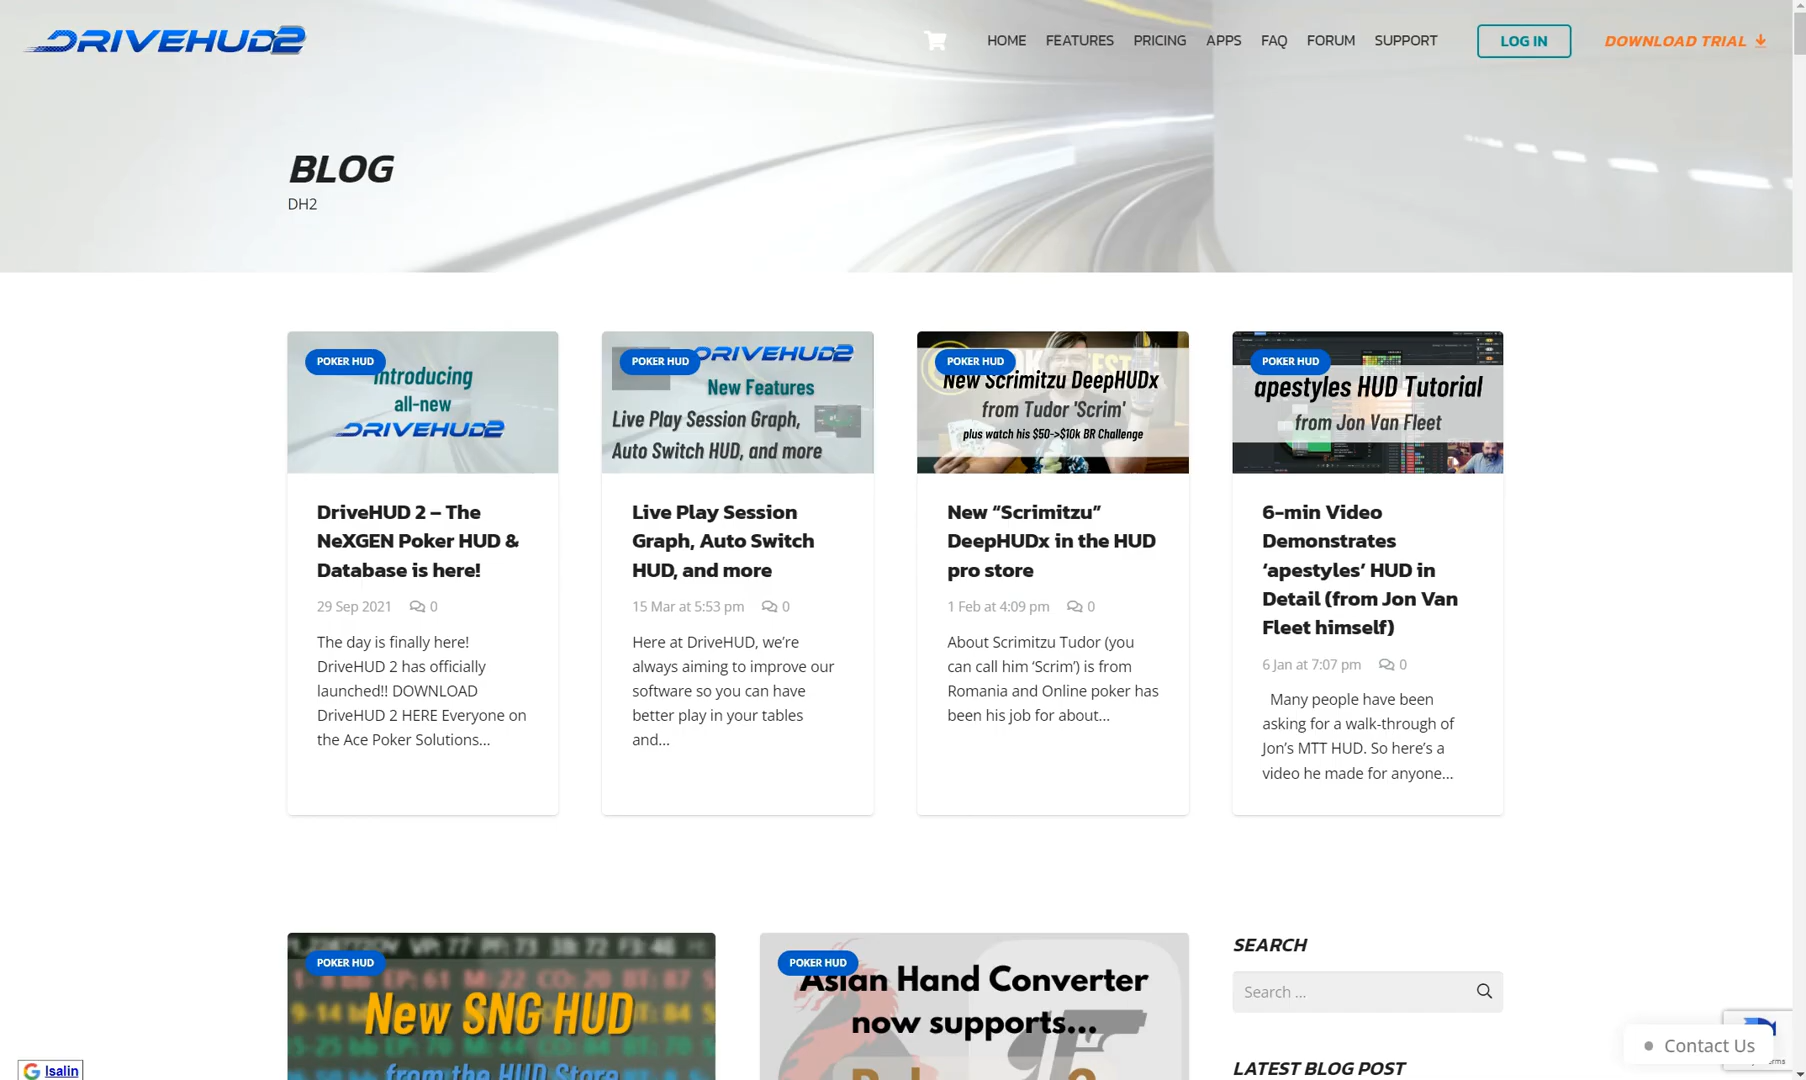 DRIVEHUD2
HOME FEATURES PRICING APPS FAQ FORUM SUPPORT LOG IN DOWNLOAD TRIAL
BLOG
DH2
POKER HUD
Introducing
all-new
DRIVEHUD2
DriveHUD 2 – The
NeXGEN Poker HUD &
Database is here!
29 Sep 2021 0
The day is finally here!
DriveHUD 2 has officially
launched!! DOWNLOAD
DriveHUD 2 HERE Everyone on
the Ace Poker Solutions...
POKER HUD
DRIVEHUD2
New Features
Live Play Session Graph,
Auto Switch HUD, and more
Live Play Session
Graph, Auto Switch
HUD, and more
15 Mar at 5:53 pm 0
Here at DriveHUD, we’re
always aiming to improve our
software so you can have
better play in your tables
and...
POKER HUD
New Scrimitzu DeepHUDx
from Tudor 'Scrim'
plus watch his $50->$10k BR Challenge
New “Scrimitzu”
DeepHUDx in the HUD
pro store
1 Feb at 4:09 pm 0
About Scrimitzu Tudor (you
can call him ‘Scrim’) is from
Romania and Online poker has
been his job for about...
POKER HUD
apestyles HUD Tutorial
from Jon Van Fleet
6-min Video
Demonstrates
‘apestyles’ HUD in
Detail (from Jon Van
Fleet himself)
6 Jan at 7:07 pm 0
Many people have been
asking for a walk-through of
Jon’s MTT HUD. So here’s a
video he made for anyone...
POKER HUD
New SNG HUD
from the HUD Store
POKER HUD
Asian Hand Converter
now supports...
SEARCH
Search ...
LATEST BLOG POST
Contact Us
Isalin